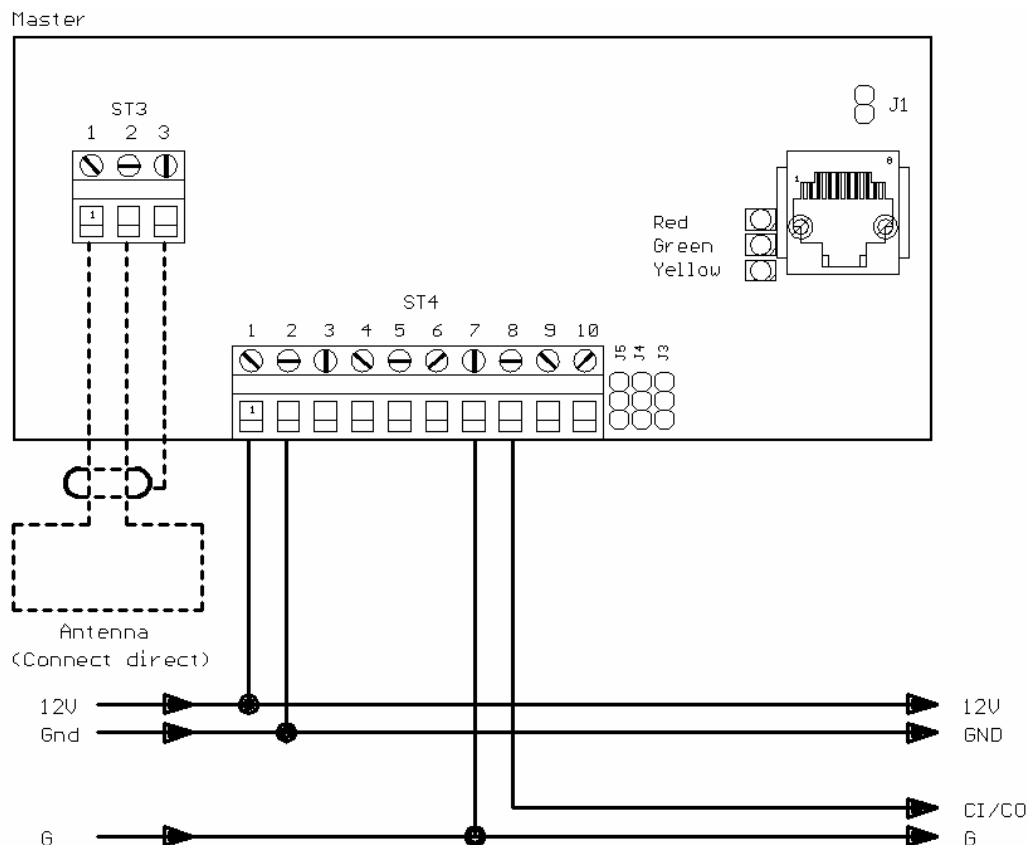 Master
J1
ST3
1 2 3
1
1 8
Red
Green
Yellow
ST4
1 2 3 4 5 6 7 8 9 10
J5 J4 J3
1
Antenna
(Connect direct)
12V 12V
Gnd GND
CI/CO
G G